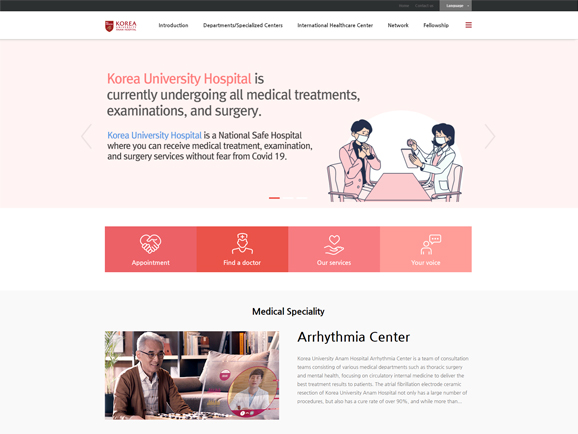 Home Contact us Language
KOREA
UNIVERSITY
ANAM HOSPITAL
Introduction Departments/Specialized Centers International Healthcare Center Network Fellowship
Korea University Hospital is
currently undergoing all medical treatments,
examinations, and surgery.
Korea University Hospital is a National Safe Hospital
where you can receive medical treatment, examination,
and surgery services without fear from Covid 19.
Appointment Find a doctor Our services Your voice
Medical Speciality
Arrhythmia Center
Korea University Anam Hospital Arrhythmia Center is a team of consultation
teams consisting of various medical departments such as thoracic surgery
and mental health, focusing on circulatory internal medicine to deliver the
best treatment results to patients. The atrial fibrillation electrode ceramic
resection of Korea University Anam Hospital not only has a large number of
procedures, but also has a cure rate of over 90%, and while more than...